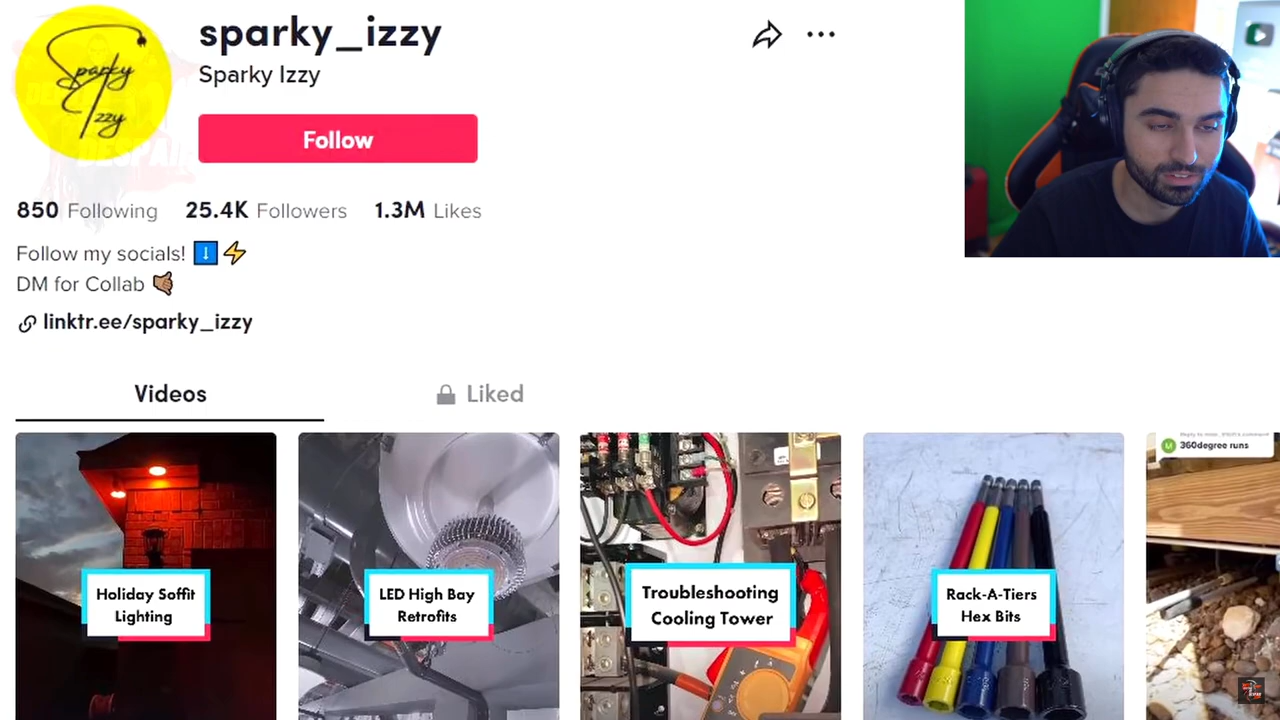 Sparky
Izzy
sparky_izzy
Sparky Izzy
Follow
850 Following 25.4K Followers 1.3M Likes
Follow my socials!
DM for Collab
linktr.ee/sparky_izzy
Videos Liked
Holiday Soffit
Lighting
LED High Bay
Retrofits
Troubleshooting
Cooling Tower
Rack-A-Tiers
Hex Bits
M
360degree runs